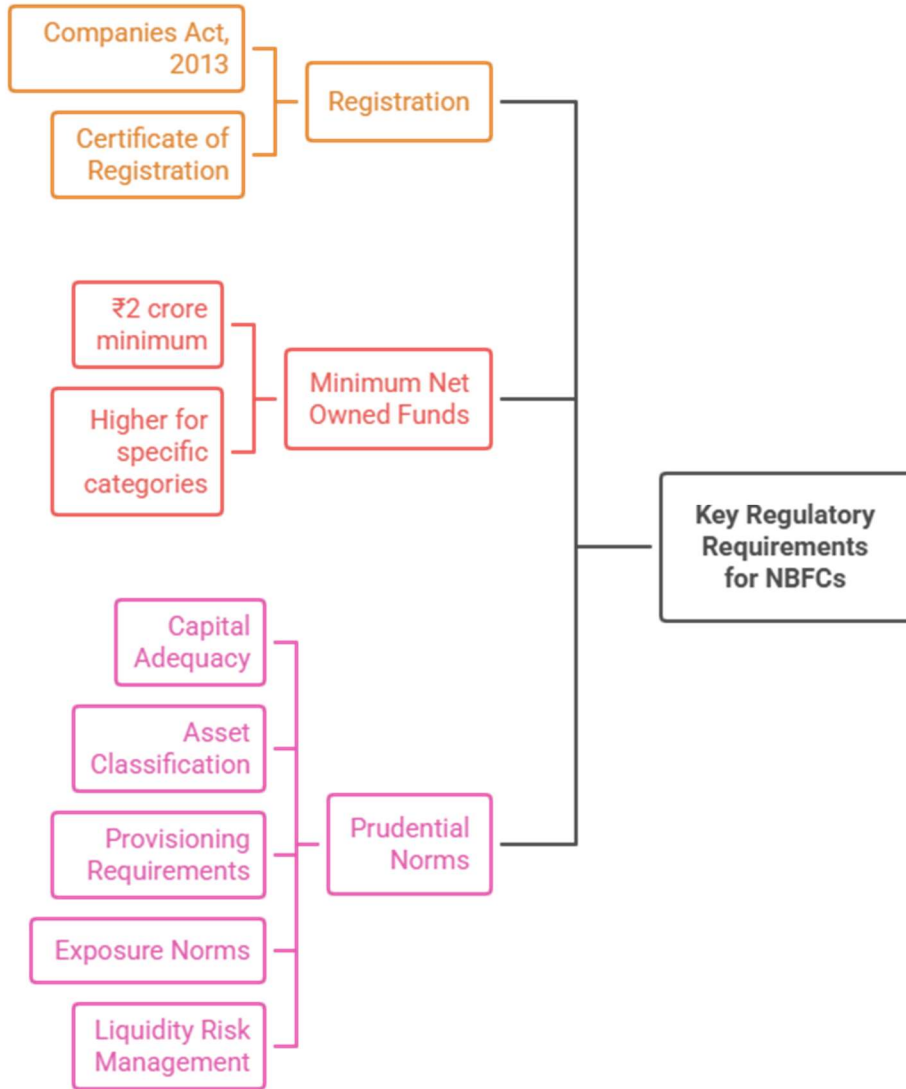 Companies Act,
2013
Certificate of
Registration
Registration
₹2 crore
minimum
Higher for
specific
categories
Minimum Net
Owned Funds
Capital
Adequacy
Asset
Classification
Provisioning
Requirements
Exposure Norms
Liquidity Risk
Management
Prudential
Norms
Key Regulatory
Requirements
for NBFCs